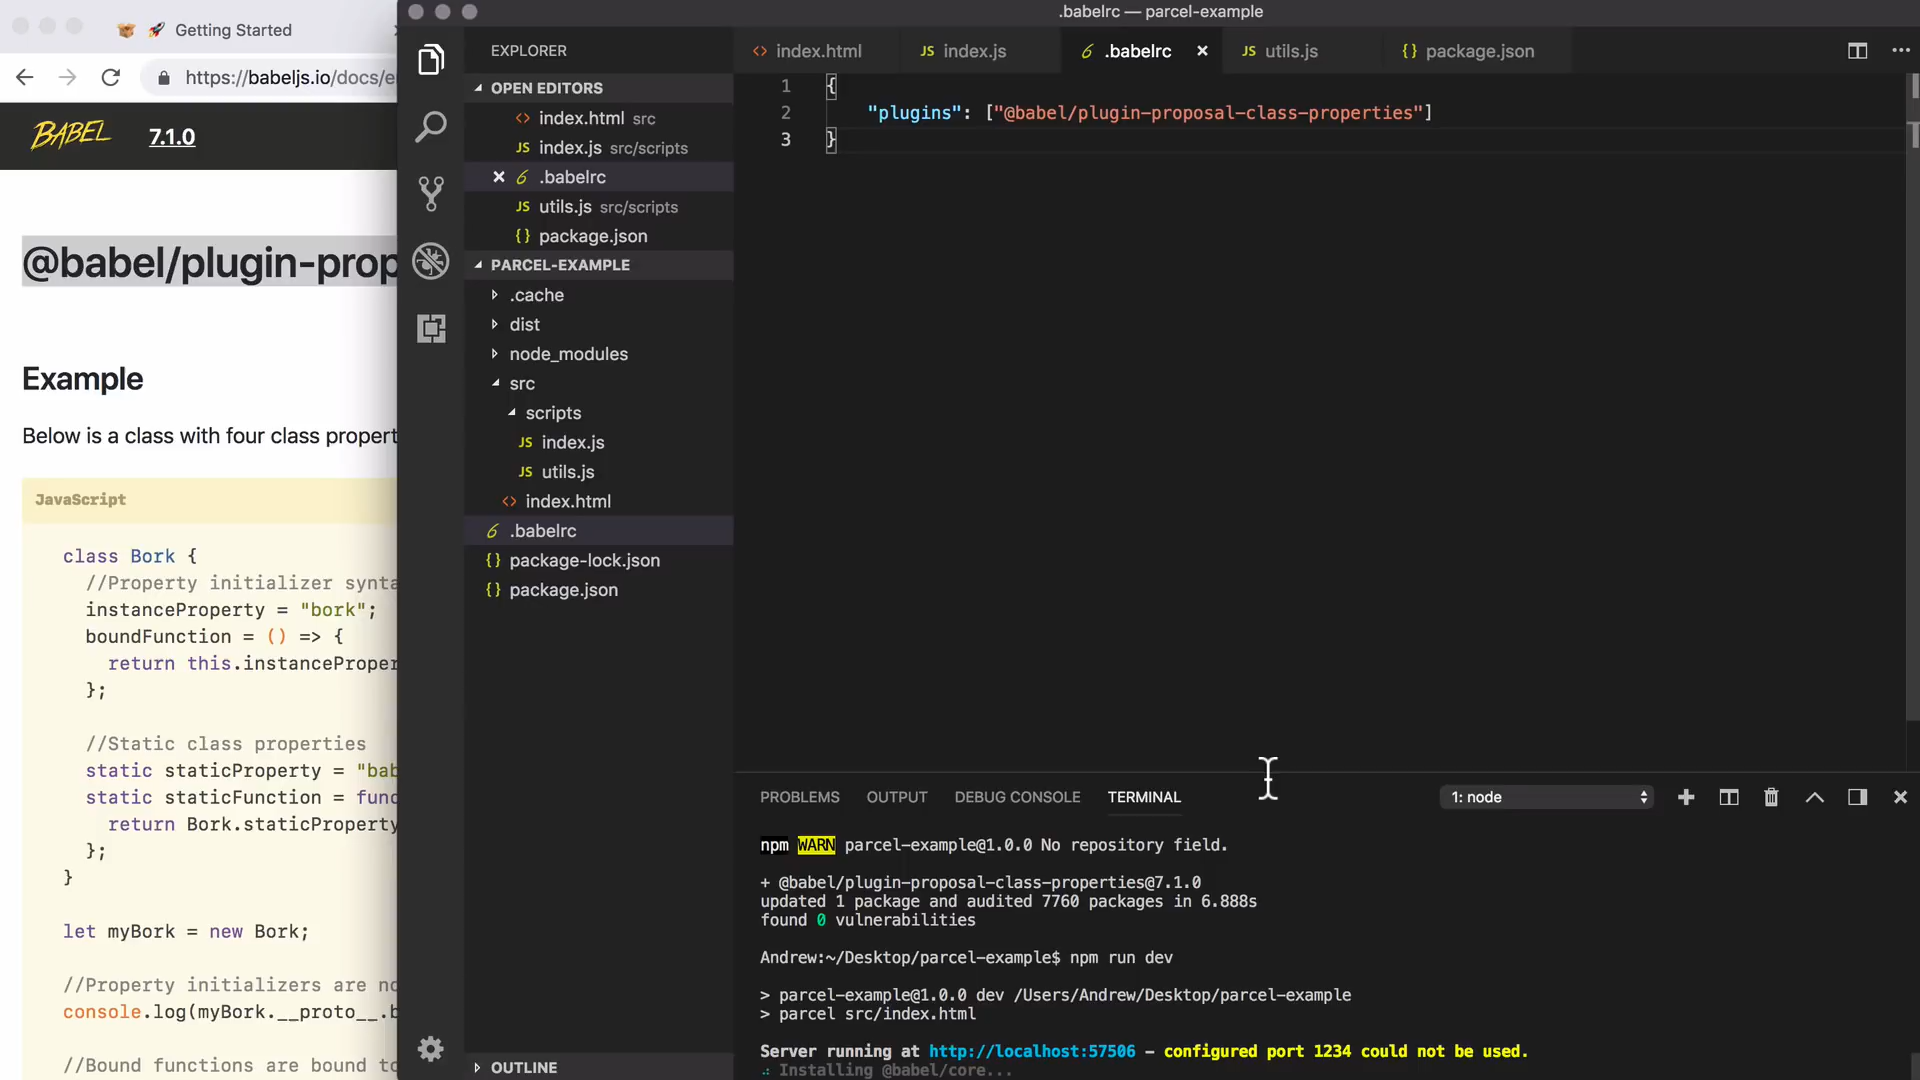 Getting Started
https://babeljs.io/docs/e
BABEL
7.1.0
@babel/plugin-prop
Example
Below is a class with four class propert
JavaScript
class Bork {
//Property initializer synta
instanceProperty = "bork";
boundFunction = () => {
return this.instanceProper
};
//Static class properties
static staticProperty = "bab
static staticFunction = func
return Bork.staticProperty
};
}
let myBork = new Bork;
//Property initializers are no
console.log(myBork.__proto__.b
//Bound functions are bound to
.babelrc — parcel-example
EXPLORER
OPEN EDITORS
index.html src
JS index.js src/scripts
.babelrc
JS utils.js src/scripts
{} package.json
PARCEL-EXAMPLE
.cache
dist
node_modules
src
scripts
JS index.js
JS utils.js
<> index.html
.babelrc
{} package-lock.json
{} package.json
OUTLINE
<> index.html
JS index.js
.babelrc
JS utils.js
{} package.json
1 {
2 "plugins": ["@babel/plugin-proposal-class-properties"]
3 }
PROBLEMS OUTPUT DEBUG CONSOLE TERMINAL
1: node
npm WARN parcel-example@1.0.0 No repository field.
+ @babel/plugin-proposal-class-properties@7.1.0
updated 1 package and audited 7760 packages in 6.888s
found 0 vulnerabilities
Andrew:~/Desktop/parcel-example$ npm run dev
> parcel-example@1.0.0 dev /Users/Andrew/Desktop/parcel-example
> parcel src/index.html
Server running at http://localhost:57506 – configured port 1234 could not be used.
Installing @babel/core...